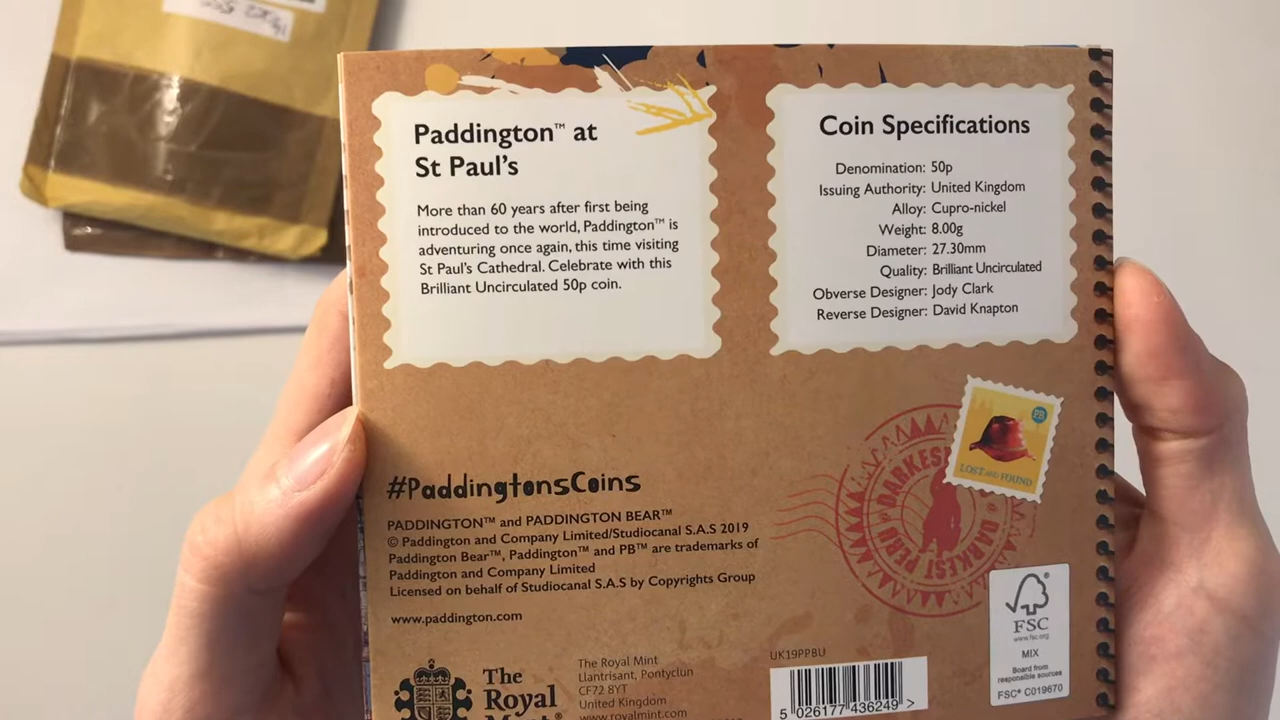 Paddington™ at
St Paul's
More than 60 years after first being
introduced to the world, Paddington™ is
adventuring once again, this time visiting
St Paul's Cathedral. Celebrate with this
Brilliant Uncirculated 50p coin.
Coin Specifications
Denomination: 50p
Issuing Authority: United Kingdom
Alloy: Cupro-nickel
Weight: 8.00g
Diameter: 27.30mm
Quality: Brilliant Uncirculated
Obverse Designer: Jody Clark
Reverse Designer: David Knapton
PB
LOST AND FOUND
DARKEST PERU
#PaddingtonsCoins
PADDINGTON™ and PADDINGTON BEAR™
© Paddington and Company Limited/Studiocanal S.A.S 2019
Paddington Bear™, Paddington™ and PB™ are trademarks of
Paddington and Company Limited
Licensed on behalf of Studiocanal S.A.S by Copyrights Group
www.paddington.com
The
Royal
The Royal Mint
Llantrisant, Pontyclun
CF72 8YT
United Kingdom
www.royalmint.com
UK19PPBU
5 026177 436249 >
FSC
www.fsc.org
MIX
Board from
responsible sources
FSC® C019670